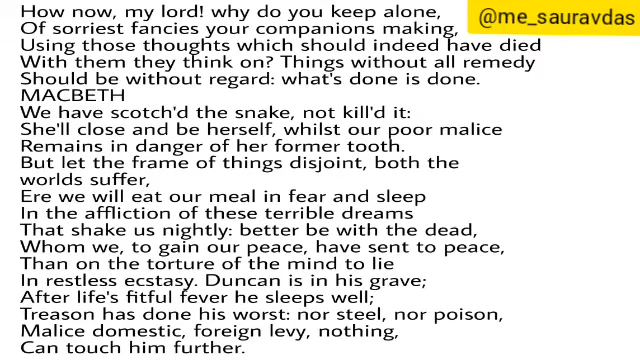 How now, my lord! why do you keep alone,
@me_sauravdas
Of sorriest fancies your companions making,
Using those thoughts which should indeed have died
With them they think on? Things without all remedy
Should be without regard: what's done is done.
MACBETH
We have scotch'd the snake, not kill'd it:
She'll close and be herself, whilst our poor malice
Remains in danger of her former tooth.
But let the frame of things disjoint, both the
worlds suffer,
Ere we will eat our meal in fear and sleep
In the affliction of these terrible dreams
That shake us nightly: better be with the dead,
Whom we, to gain our peace, have sent to peace,
Than on the torture of the mind to lie
In restless ecstasy. Duncan is in his grave;
After life's fitful fever he sleeps well;
Treason has done his worst: nor steel, nor poison,
Malice domestic, foreign levy, nothing,
Can touch him further.